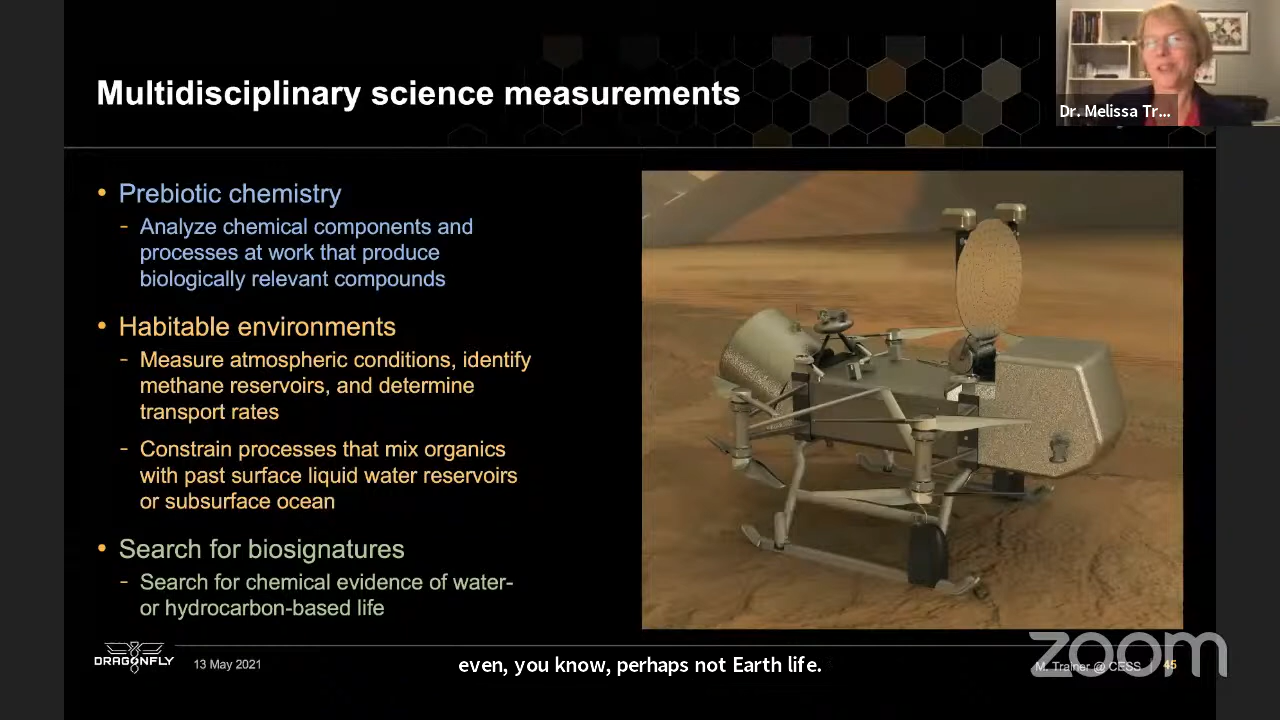 Multidisciplinary science measurements
Dr. Melissa Tr...
• Prebiotic chemistry
- Analyze chemical components and
processes at work that produce
biologically relevant compounds
• Habitable environments
- Measure atmospheric conditions, identify
methane reservoirs, and determine
transport rates
- Constrain processes that mix organics
with past surface liquid water reservoirs
or subsurface ocean
• Search for biosignatures
- Search for chemical evidence of water-
or hydrocarbon-based life
DRAGONFLY
13 May 2021
even, you know, perhaps not Earth life.
M. Trainer @ CESS | 45
zoom